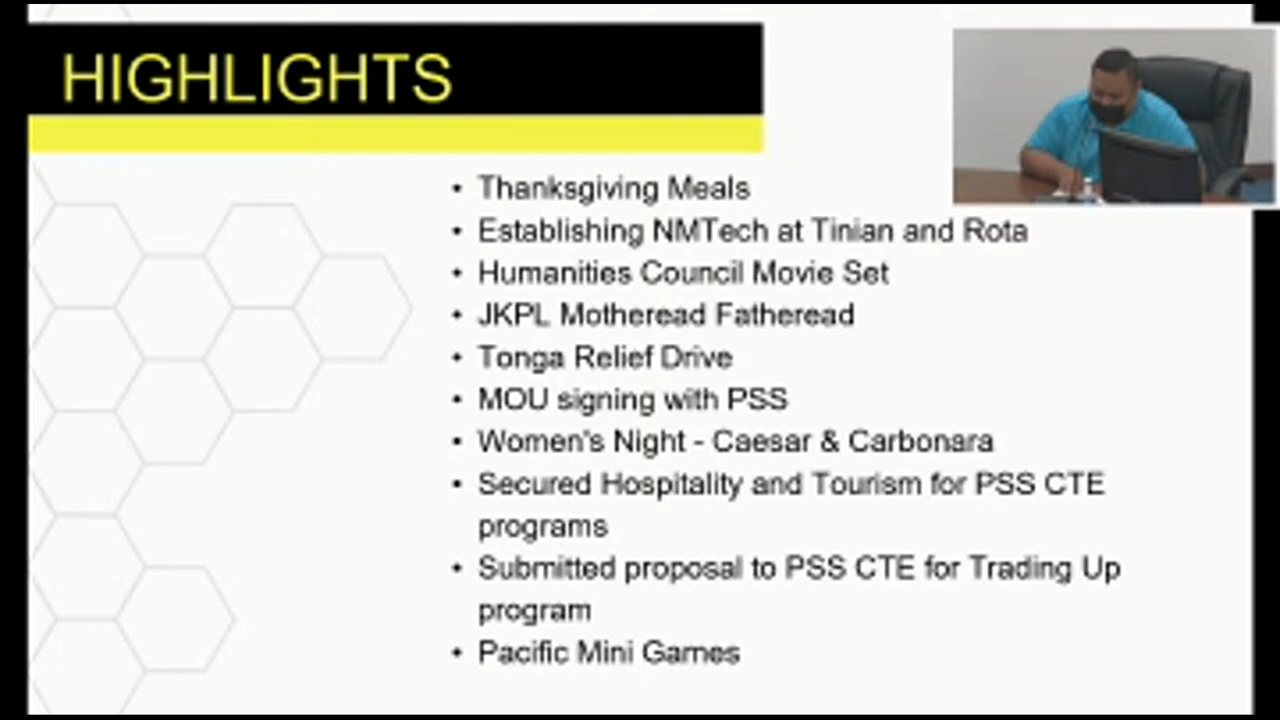 HIGHLIGHTS
• Thanksgiving Meals
• Establishing NMTech at Tinian and Rota
• Humanities Council Movie Set
• JKPL Motheread Fatheread
• Tonga Relief Drive
• MOU signing with PSS
• Women's Night - Caesar & Carbonara
• Secured Hospitality and Tourism for PSS CTE
programs
• Submitted proposal to PSS CTE for Trading Up
program
• Pacific Mini Games